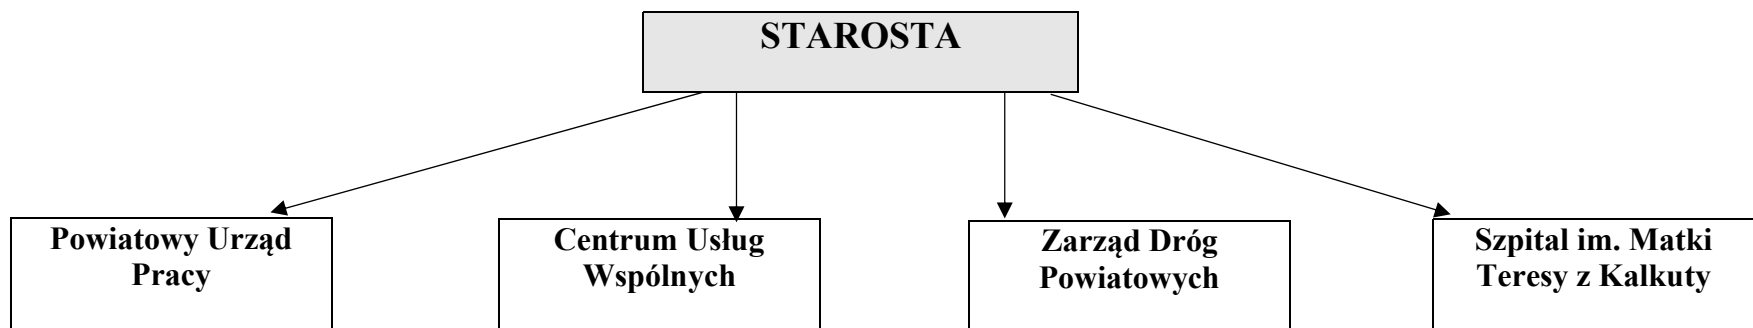 STAROSTA
Powiatowy Urząd
Pracy
Centrum Usług
Wspólnych
Zarząd Dróg
Powiatowych
Szpital im. Matki
Teresy z Kalkuty